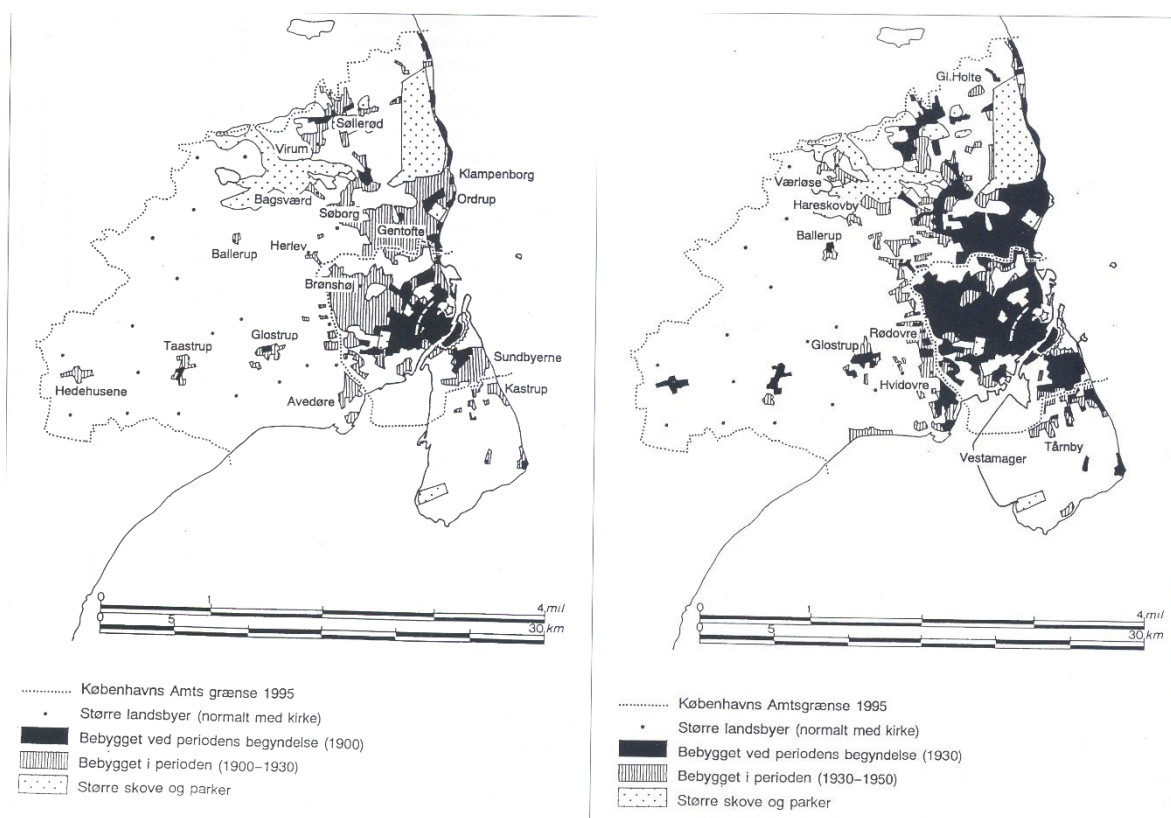 Søllerød
Virum
Klampenborg
Bagsværd
Ordrup
Søborg
Gentofte
Herlev
Ballerup
Brønshøj
Glostrup
Taastrup
Sundbyerne
Hedehusene
Kastrup
Avedøre
0 1 4 mil
0 5 30 km
Københavns Amts grænse 1995
Større landsbyer (normalt med kirke)
Bebygget ved periodens begyndelse (1900)
Bebygget i perioden (1900–1930)
Større skove og parker
Gl.Holte
Værløse
Hareskovby
Ballerup
Rødovre
Glostrup
Hvidovre
Tårnby
Vestamager
0 1 4 mil
0 5 30 km
Københavns Amtsgrænse 1995
Større landsbyer (normalt med kirke)
Bebygget ved periodens begyndelse (1930)
Bebygget i perioden (1930-1950)
Større skove og parker